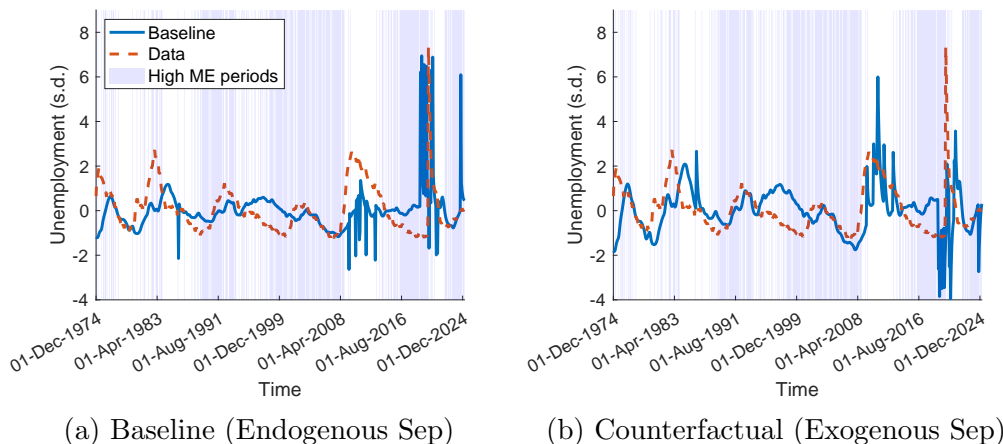 Baseline
Data
High ME periods
Unemployment (s.d.)
8
6
4
2
0
-2
-4
01-Dec-1974
01-Apr-1983
01-Aug-1991
01-Dec-1999
01-Apr-2008
01-Aug-2016
01-Dec-2024
Time
(a) Baseline (Endogenous Sep)
Unemployment (s.d.)
8
6
4
2
0
-2
-4
01-Dec-1974
01-Apr-1983
01-Aug-1991
01-Dec-1999
01-Apr-2008
01-Aug-2016
01-Dec-2024
Time
(b) Counterfactual (Exogenous Sep)